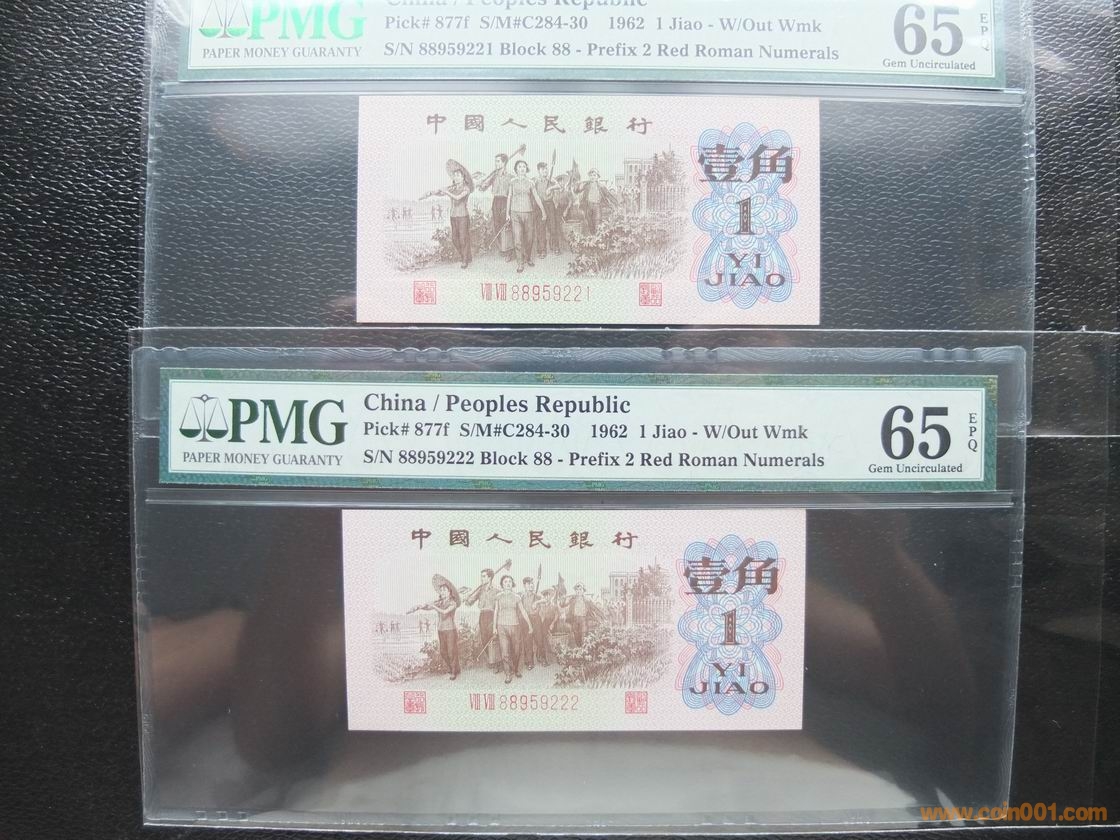 China / Peoples Republic
PMG
PAPER MONEY GUARANTY
Pick# 877f S/M#C284-30 1962 1 Jiao - W/Out Wmk
S/N 88959221 Block 88 - Prefix 2 Red Roman Numerals
65
EPQ
Gem Uncirculated
中國人民銀行
壹角
1
YI
JIAO
VIII VIII 88959221
PMG
PAPER MONEY GUARANTY
China / Peoples Republic
Pick# 877f S/M#C284-30 1962 1 Jiao - W/Out Wmk
S/N 88959222 Block 88 - Prefix 2 Red Roman Numerals
65
EPQ
Gem Uncirculated
中國人民銀行
壹角
1
YI
JIAO
VIII VIII 88959222
www.coin001.com